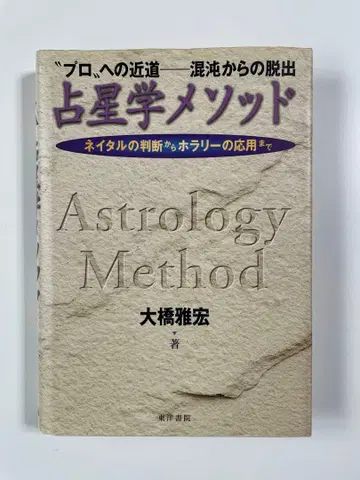 〝プロ〟への近道——混沌からの脱出
占星学メソッド
ネイタルの判断からホラリーの応用まで
Astrology
Method
大橋雅宏
著
東洋書院